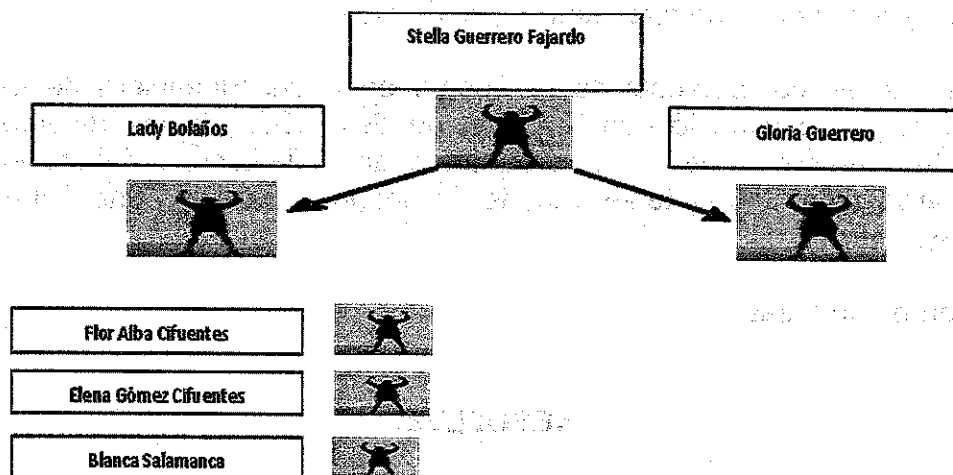 Stella Guerrero Fajardo
Lady Bolaños
Gloria Guerrero
Flor Alba Cifuentes
Elena Gómez Cifuentes
Blanca Salamanca